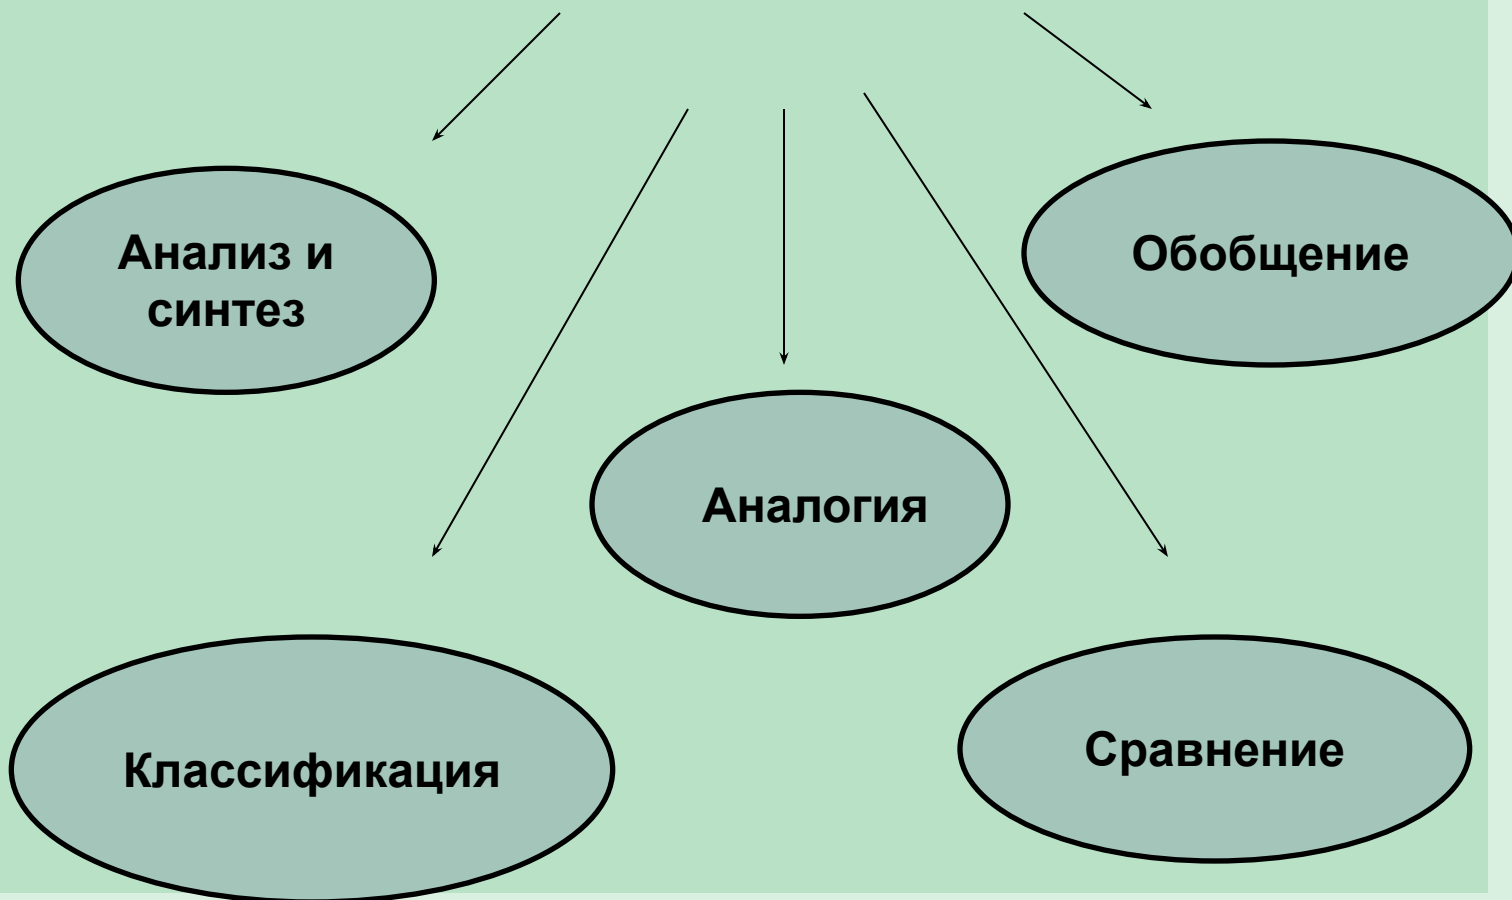 Анализ и
синтез
Обобщение
Аналогия
Классификация
Сравнение